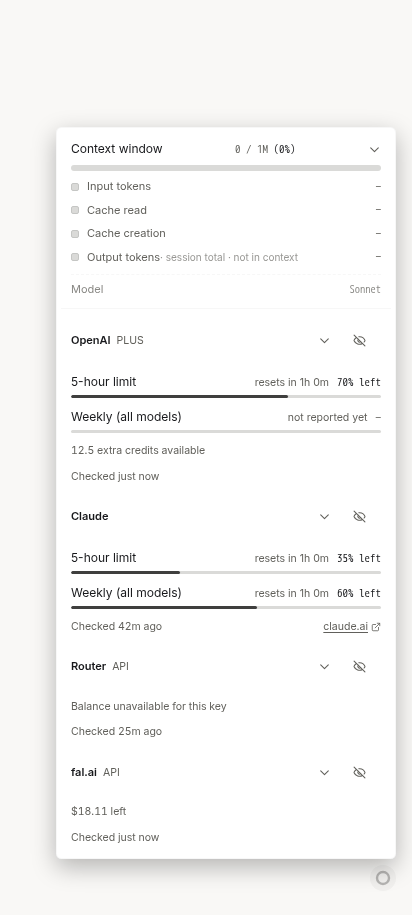 Context window 0 / 1M (0%)
Input tokens –
Cache read –
Cache creation –
Output tokens · session total · not in context –
Model Sonnet
OpenAI PLUS
5-hour limit resets in 1h 0m 70% left
Weekly (all models) not reported yet –
12.5 extra credits available
Checked just now
Claude
5-hour limit resets in 1h 0m 35% left
Weekly (all models) resets in 1h 0m 60% left
Checked 42m ago claude.ai
Router API
Balance unavailable for this key
Checked 25m ago
fal.ai API
$18.11 left
Checked just now